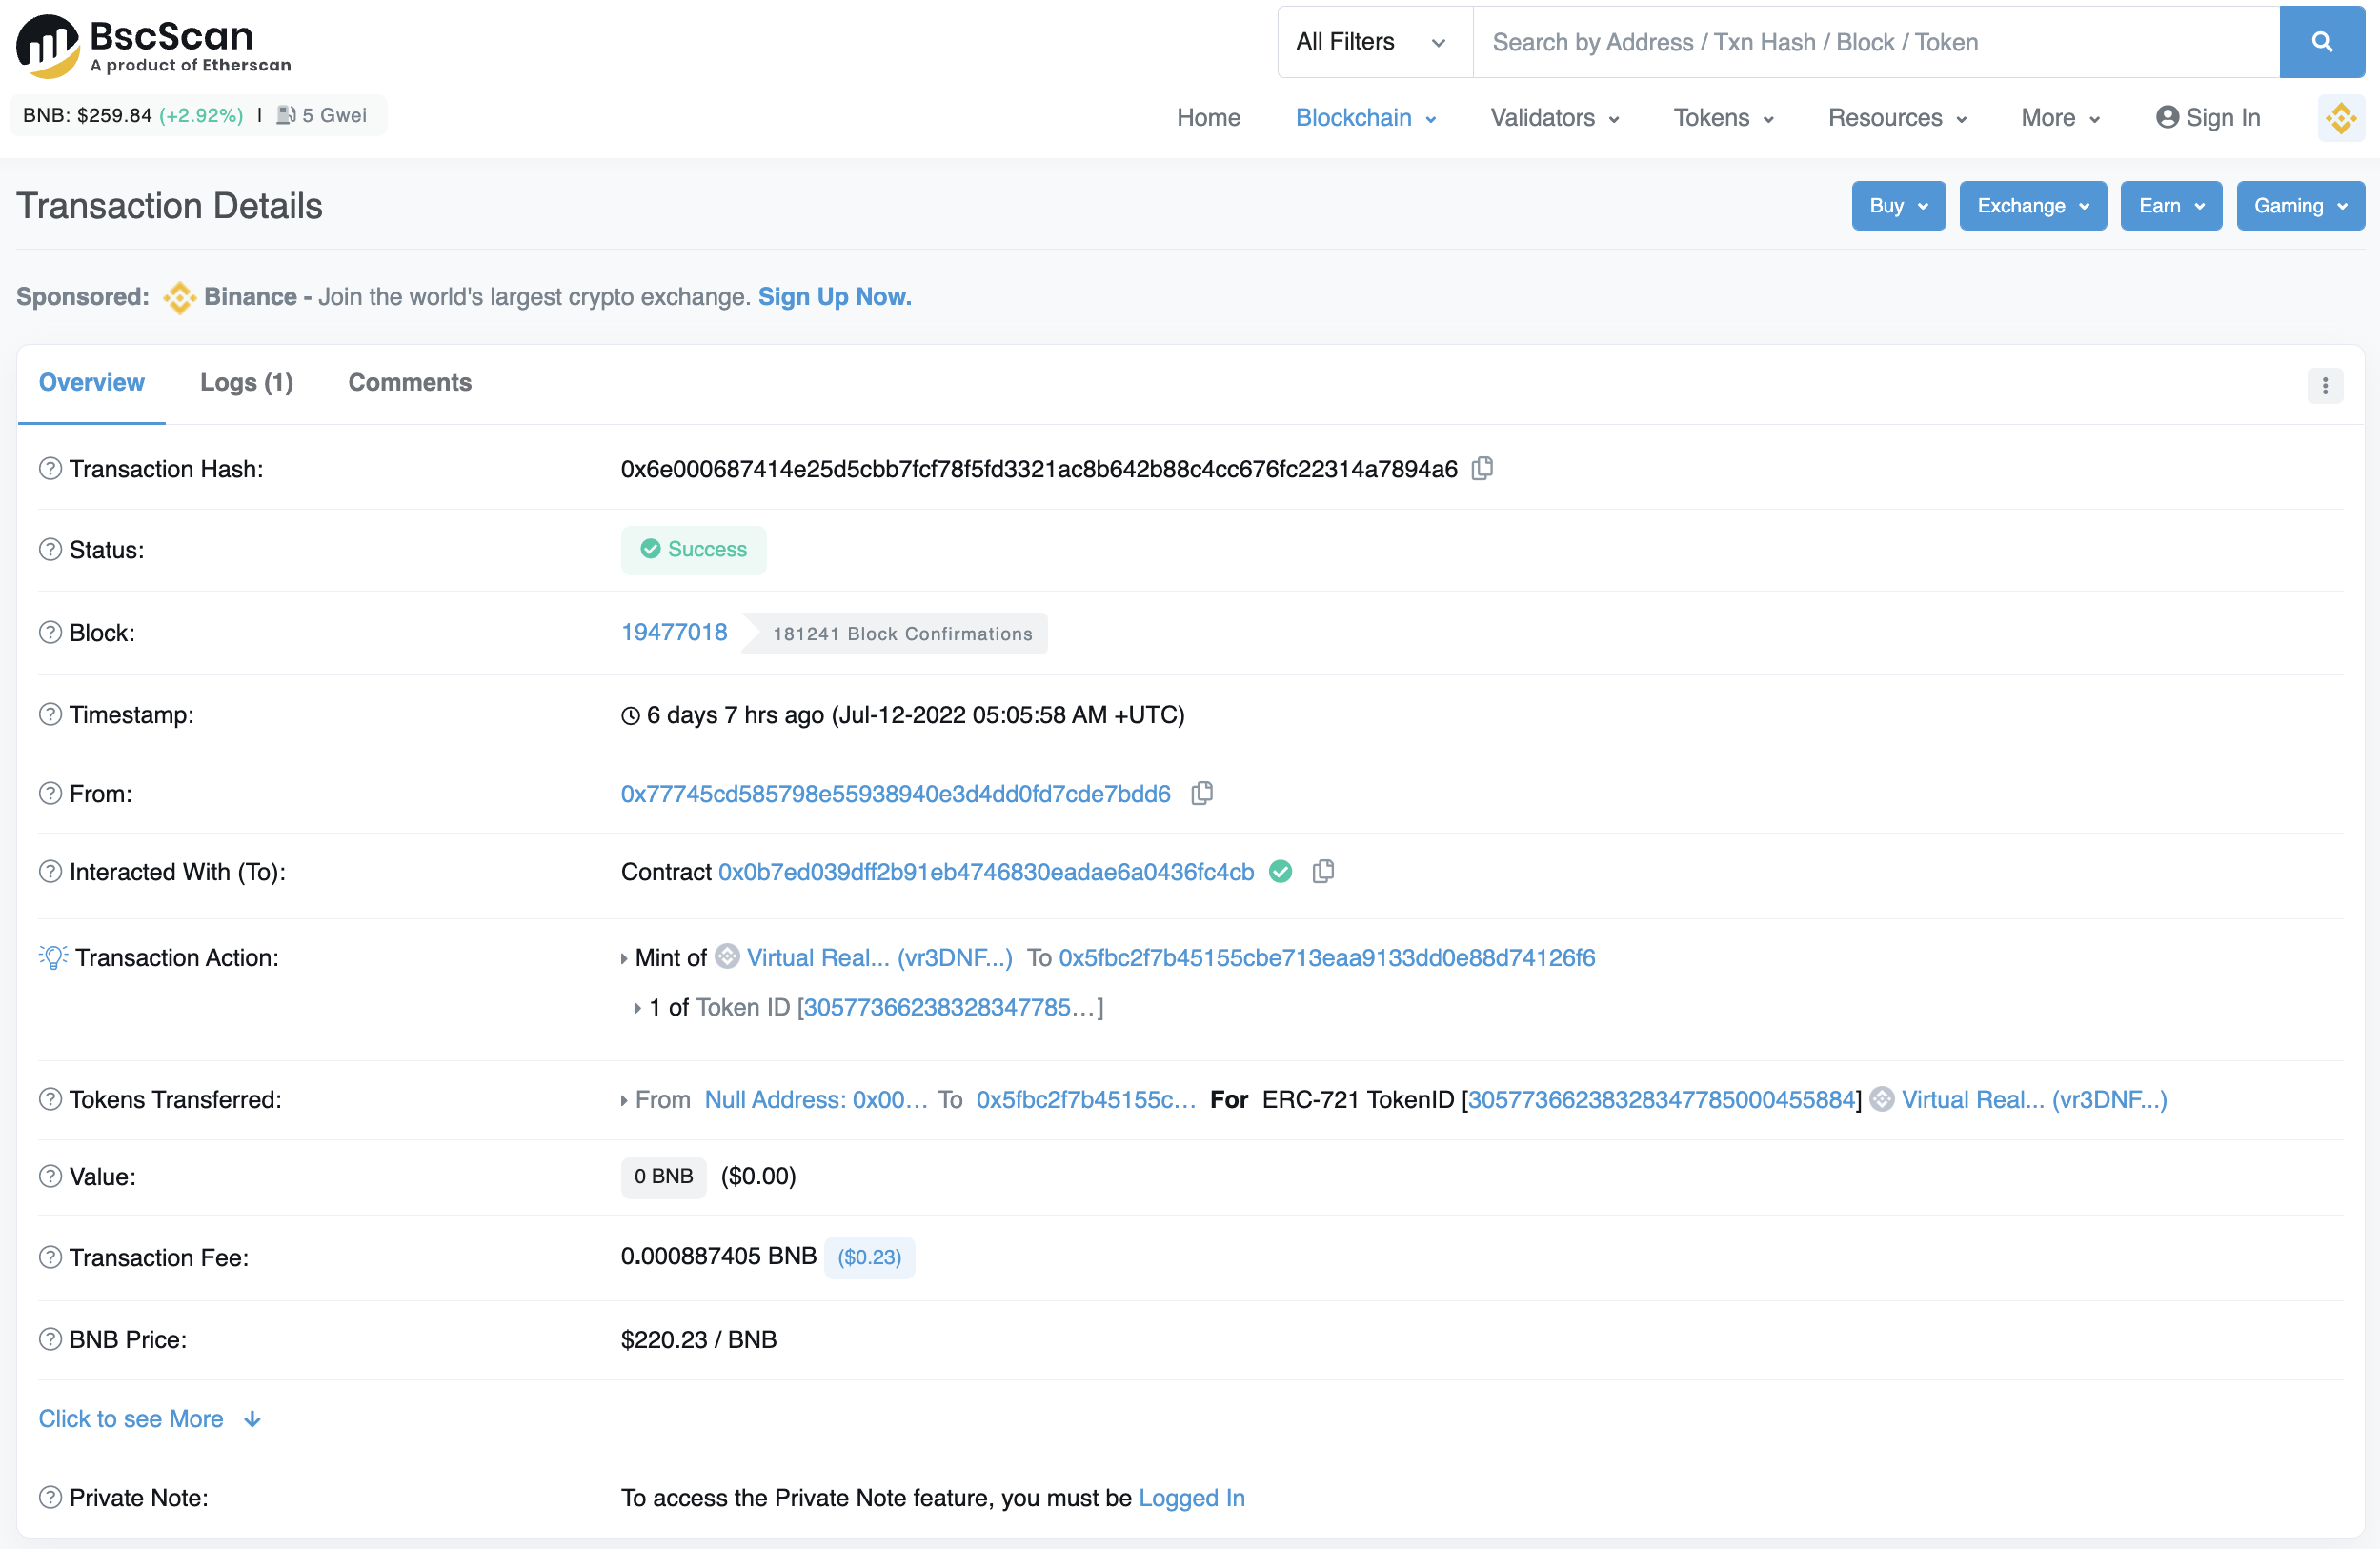 BscScan
A product of Etherscan
All Filters
Search by Address / Txn Hash / Block / Token
BNB: $259.84 (+2.92%) | 5 Gwei
Home Blockchain Validators Tokens Resources More Sign In
Transaction Details
Buy Exchange Earn Gaming
Sponsored: Binance - Join the world's largest crypto exchange. Sign Up Now.
Overview Logs (1) Comments
Transaction Hash: 0x6e000687414e25d5cbb7fcf78f5fd3321ac8b642b88c4cc676fc22314a7894a6
Status: Success
Block: 19477018 181241 Block Confirmations
Timestamp: 6 days 7 hrs ago (Jul-12-2022 05:05:58 AM +UTC)
From: 0x77745cd585798e55938940e3d4dd0fd7cde7bdd6
Interacted With (To): Contract 0x0b7ed039dff2b91eb4746830eadae6a0436fc4cb
Transaction Action: Mint of Virtual Real... (vr3DNF...) To 0x5fbc2f7b45155cbe713eaa9133dd0e88d74126f6
1 of Token ID [30577366238328347785...]
Tokens Transferred: From Null Address: 0x00... To 0x5fbc2f7b45155c... For ERC-721 TokenID [30577366238328347785000455884] Virtual Real... (vr3DNF...)
Value: 0 BNB ($0.00)
Transaction Fee: 0.000887405 BNB ($0.23)
BNB Price: $220.23 / BNB
Click to see More
Private Note: To access the Private Note feature, you must be Logged In